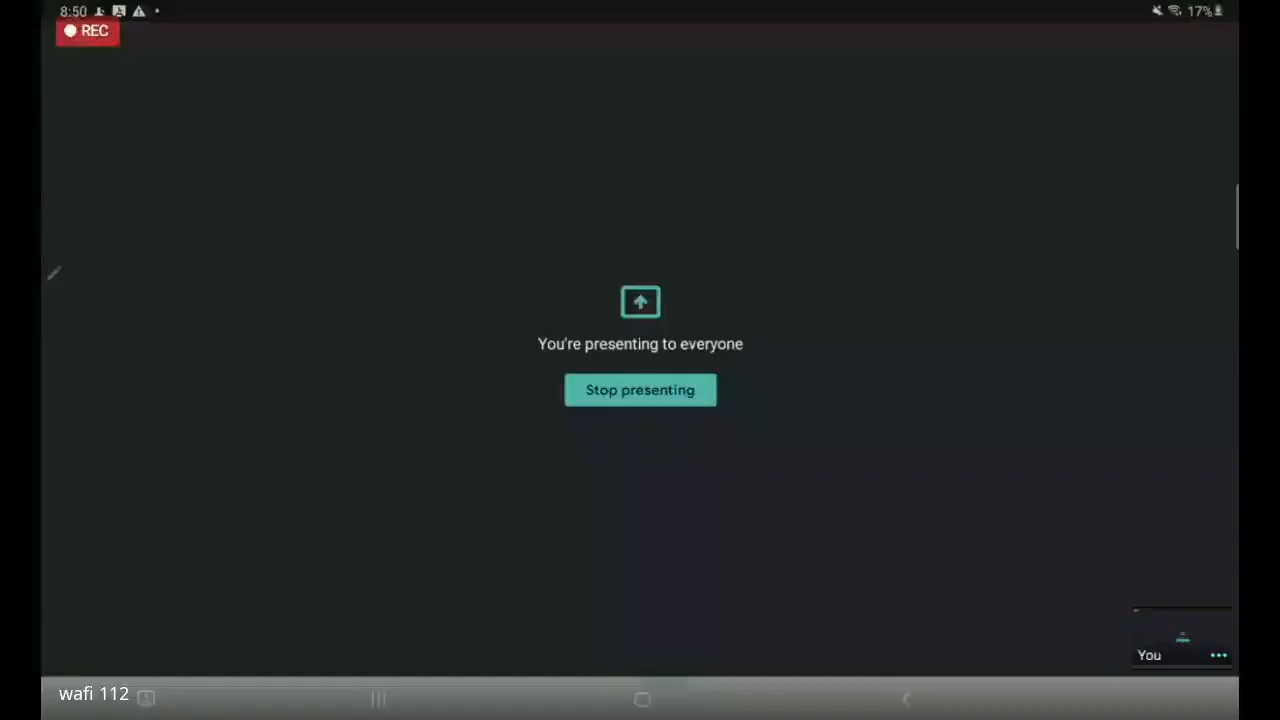 8:50
17%
REC
You're presenting to everyone
Stop presenting
You
wafi 112